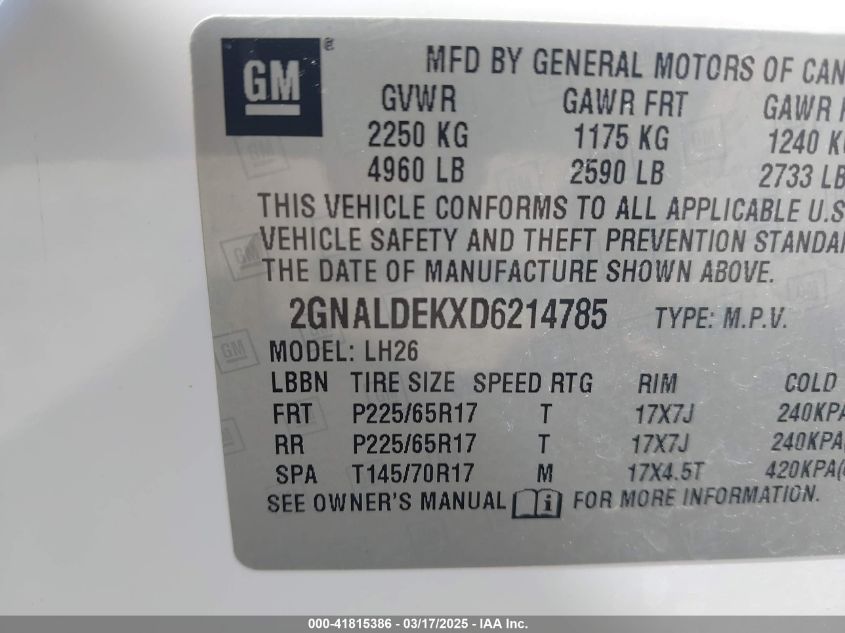 GM ®
MFD BY GENERAL MOTORS OF CAN
GVWR GAWR FRT GAWR
2250 KG 1175 KG 1240 KG
4960 LB 2590 LB 2733 LB
THIS VEHICLE CONFORMS TO ALL APPLICABLE U.S
VEHICLE SAFETY AND THEFT PREVENTION STANDAR
THE DATE OF MANUFACTURE SHOWN ABOVE.
2GNALDEKXD6214785 TYPE: M.P.V.
MODEL: LH26
LBBN TIRE SIZE SPEED RTG RIM COLD
FRT P225/65R17 T 17X7J 240KPA
RR P225/65R17 T 17X7J 240KPA(
SPA T145/70R17 M 17X4.5T 420KPA(
SEE OWNER'S MANUAL i FOR MORE INFORMATION.
000-41815386 - 03/17/2025 - IAA Inc.